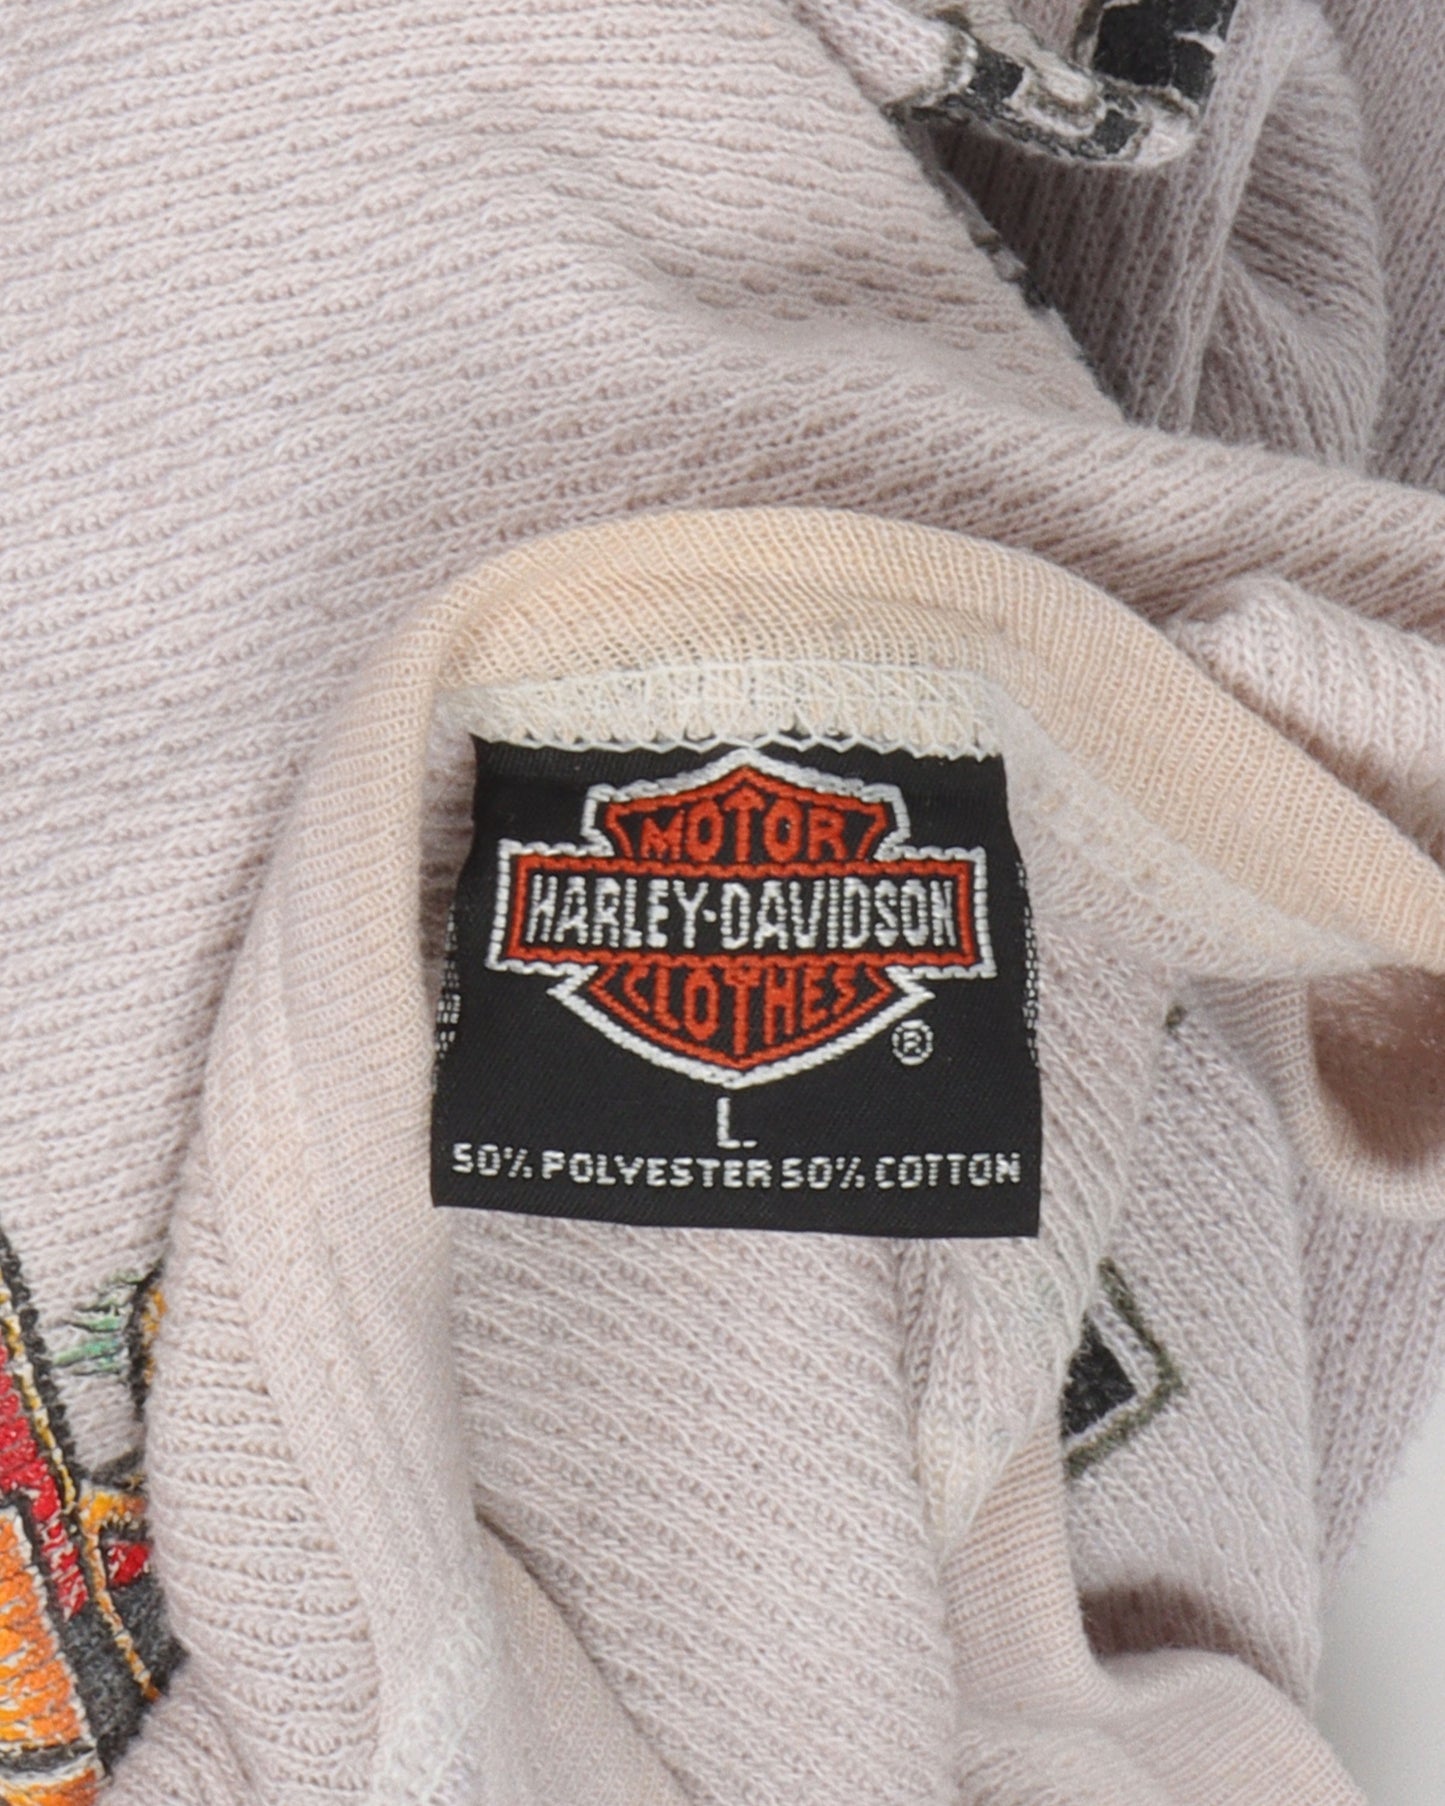 MOTOR
HARLEY-DAVIDSON
CLOTHES
®
L.
50% POLYESTER 50% COTTON